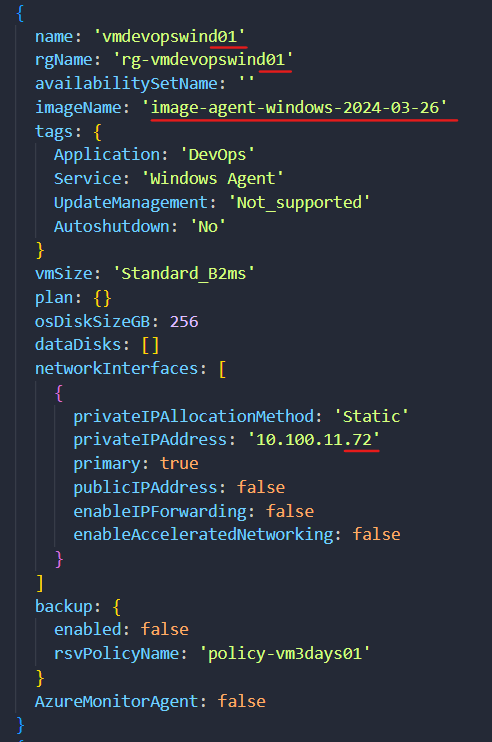 {
name: 'vmdevopswind01'
rgName: 'rg-vmdevopswind01'
availabilitySetName: ''
imageName: 'image-agent-windows-2024-03-26'
tags: {
Application: 'DevOps'
Service: 'Windows Agent'
UpdateManagement: 'Not_supported'
Autoshutdown: 'No'
}
vmSize: 'Standard_B2ms'
plan: {}
osDiskSizeGB: 256
dataDisks: []
networkInterfaces: [
{
privateIPAllocationMethod: 'Static'
privateIPAddress: '10.100.11.72'
primary: true
publicIPAddress: false
enableIPForwarding: false
enableAcceleratedNetworking: false
}
]
backup: {
enabled: false
rsvPolicyName: 'policy-vm3days01'
}
AzureMonitorAgent: false
}